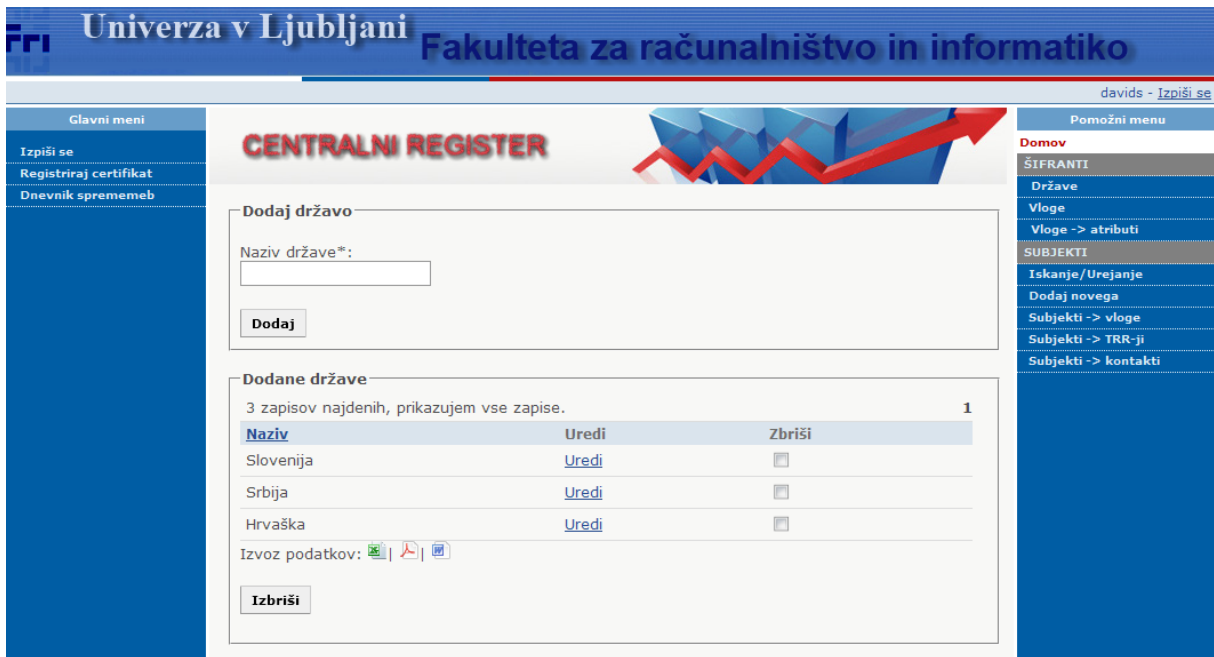 Univerza v Ljubljani
Fakulteta za računalništvo in informatiko
davids - Izpiši se
Glavni meni
Izpiši se
Registriraj certifikat
Dnevnik sprememeb
CENTRALNI REGISTER
Dodaj državo
Naziv države*:
Dodaj
Dodane države
3 zapisov najdenih, prikazujem vse zapise. 1
Naziv Uredi Zbriši
Slovenija Uredi
Srbija Uredi
Hrvaška Uredi
Izvoz podatkov: | |
Izbriši
Pomožni menu
Domov
ŠIFRANTI
Države
Vloge
Vloge -> atributi
SUBJEKTI
Iskanje/Urejanje
Dodaj novega
Subjekti -> vloge
Subjekti -> TRR-ji
Subjekti -> kontakti